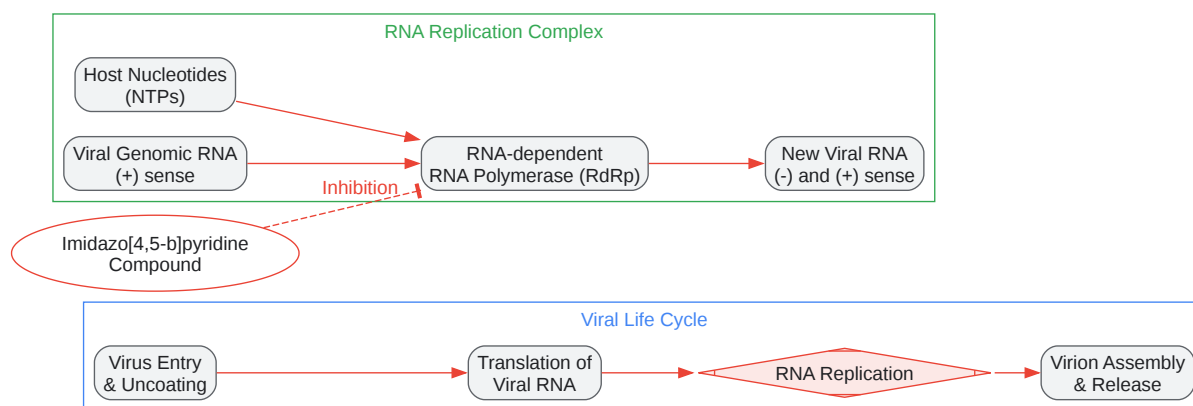 RNA Replication Complex
Host Nucleotides
(NTPs)
Viral Genomic RNA
(+) sense
RNA-dependent
RNA Polymerase (RdRp)
New Viral RNA
(-) and (+) sense
Inhibition
Imidazo[4,5-b]pyridine
Compound
Viral Life Cycle
Virus Entry
& Uncoating
Translation of
Viral RNA
RNA Replication
Virion Assembly
& Release